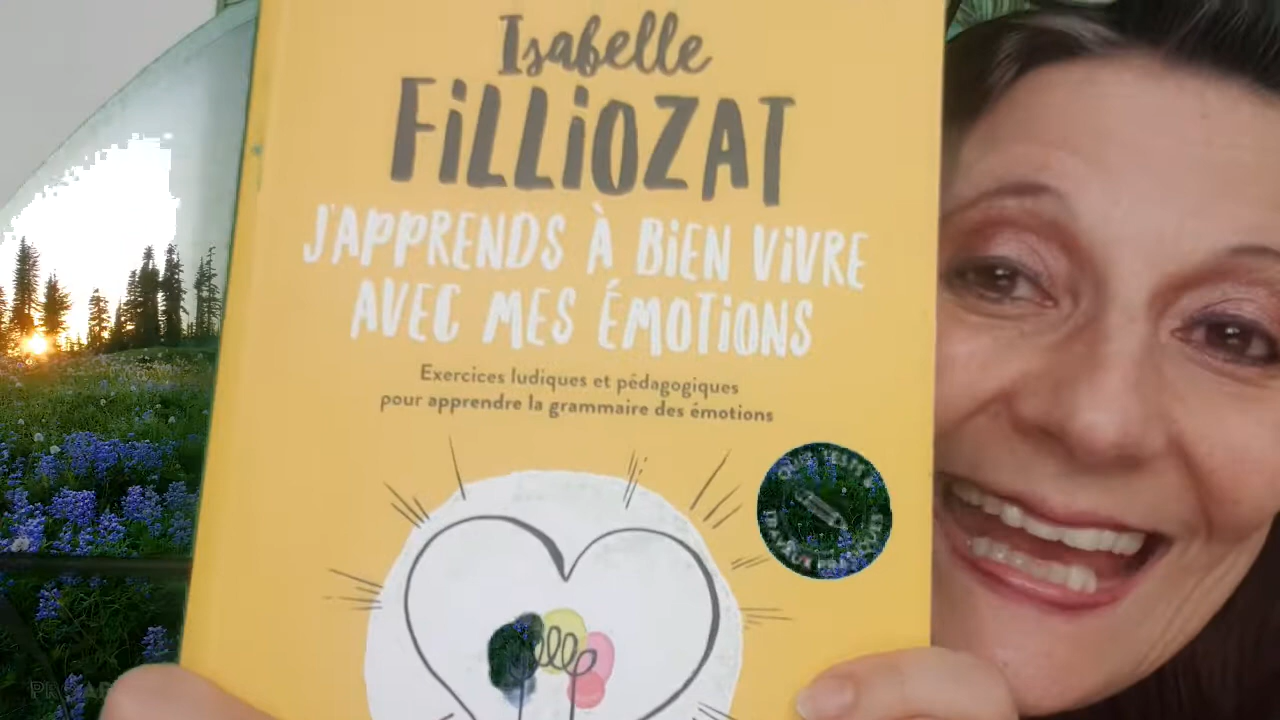 Isabelle
FiLLiOZAT
J'APPRENDS À BiEN ViVRE
AVEC MES ÉMOTiONS
Exercices ludiques et pédagogiques
pour apprendre la grammaire des émotions